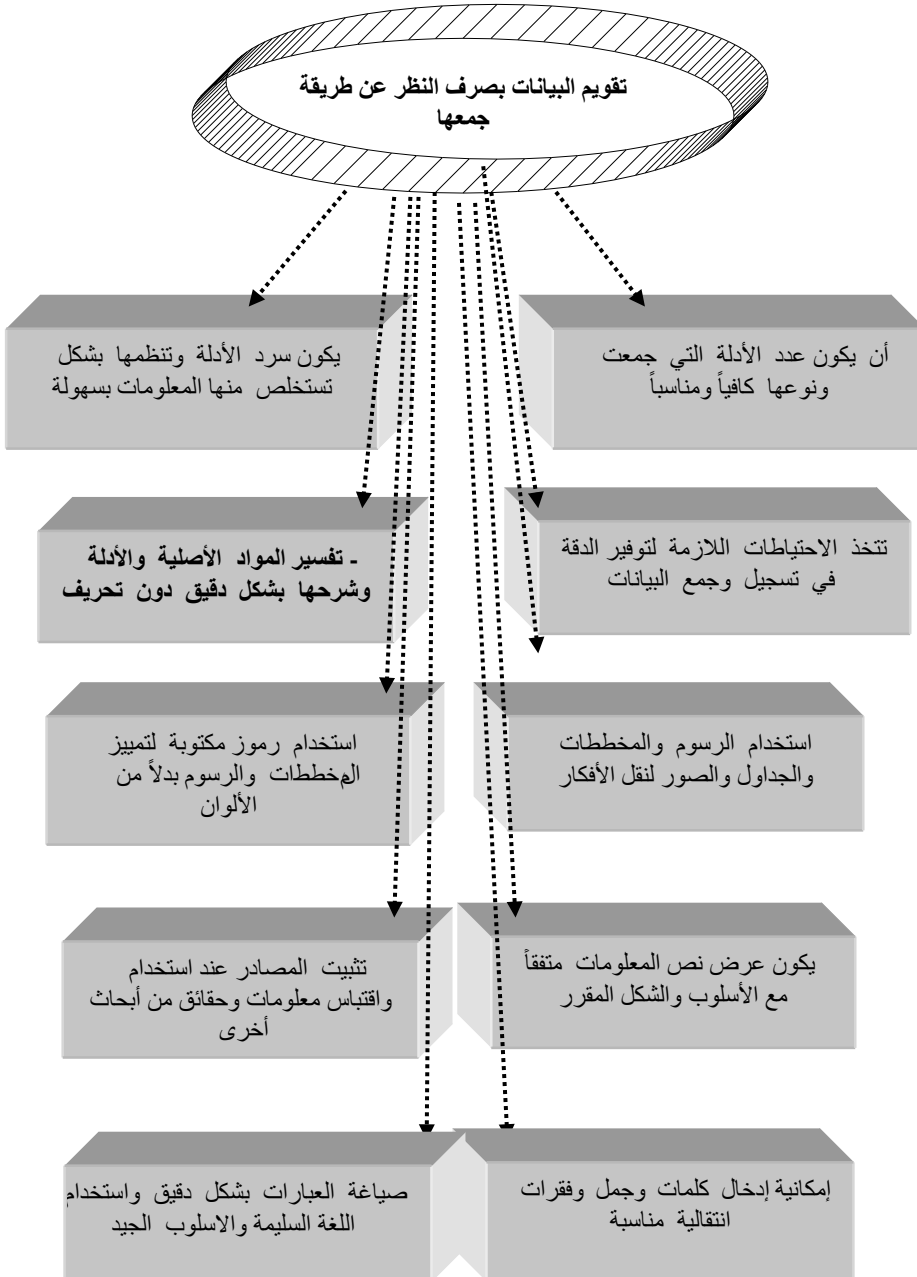 تقويم البيانات بصرف النظر عن طريقة
جمعها
أن يكون عدد الأدلة التي جمعت
ونوعها كافياً ومناسباً
يكون سرد الأدلة وتنظمها بشكل
تستخلص منها المعلومات بسهولة
تتخذ الاحتياطات اللازمة لتوفير الدقة
في تسجيل وجمع البيانات
ـ تفسير المواد الأصلية والأدلة
وشرحها بشكل دقيق دون تحريف
استخدام الرسوم والمخططات
والجداول والصور لنقل الأفكار
استخدام رموز مكتوبة لتمييز
المخططات والرسوم بدلاً من
الألوان
يكون عرض نص المعلومات متفقاً
مع الأسلوب والشكل المقرر
تثبيت المصادر عند استخدام
واقتباس معلومات وحقائق من أبحاث
أخرى
إمكانية إدخال كلمات وجمل وفقرات
انتقالية مناسبة
صياغة العبارات بشكل دقيق واستخدام
اللغة السليمة والاسلوب الجيد